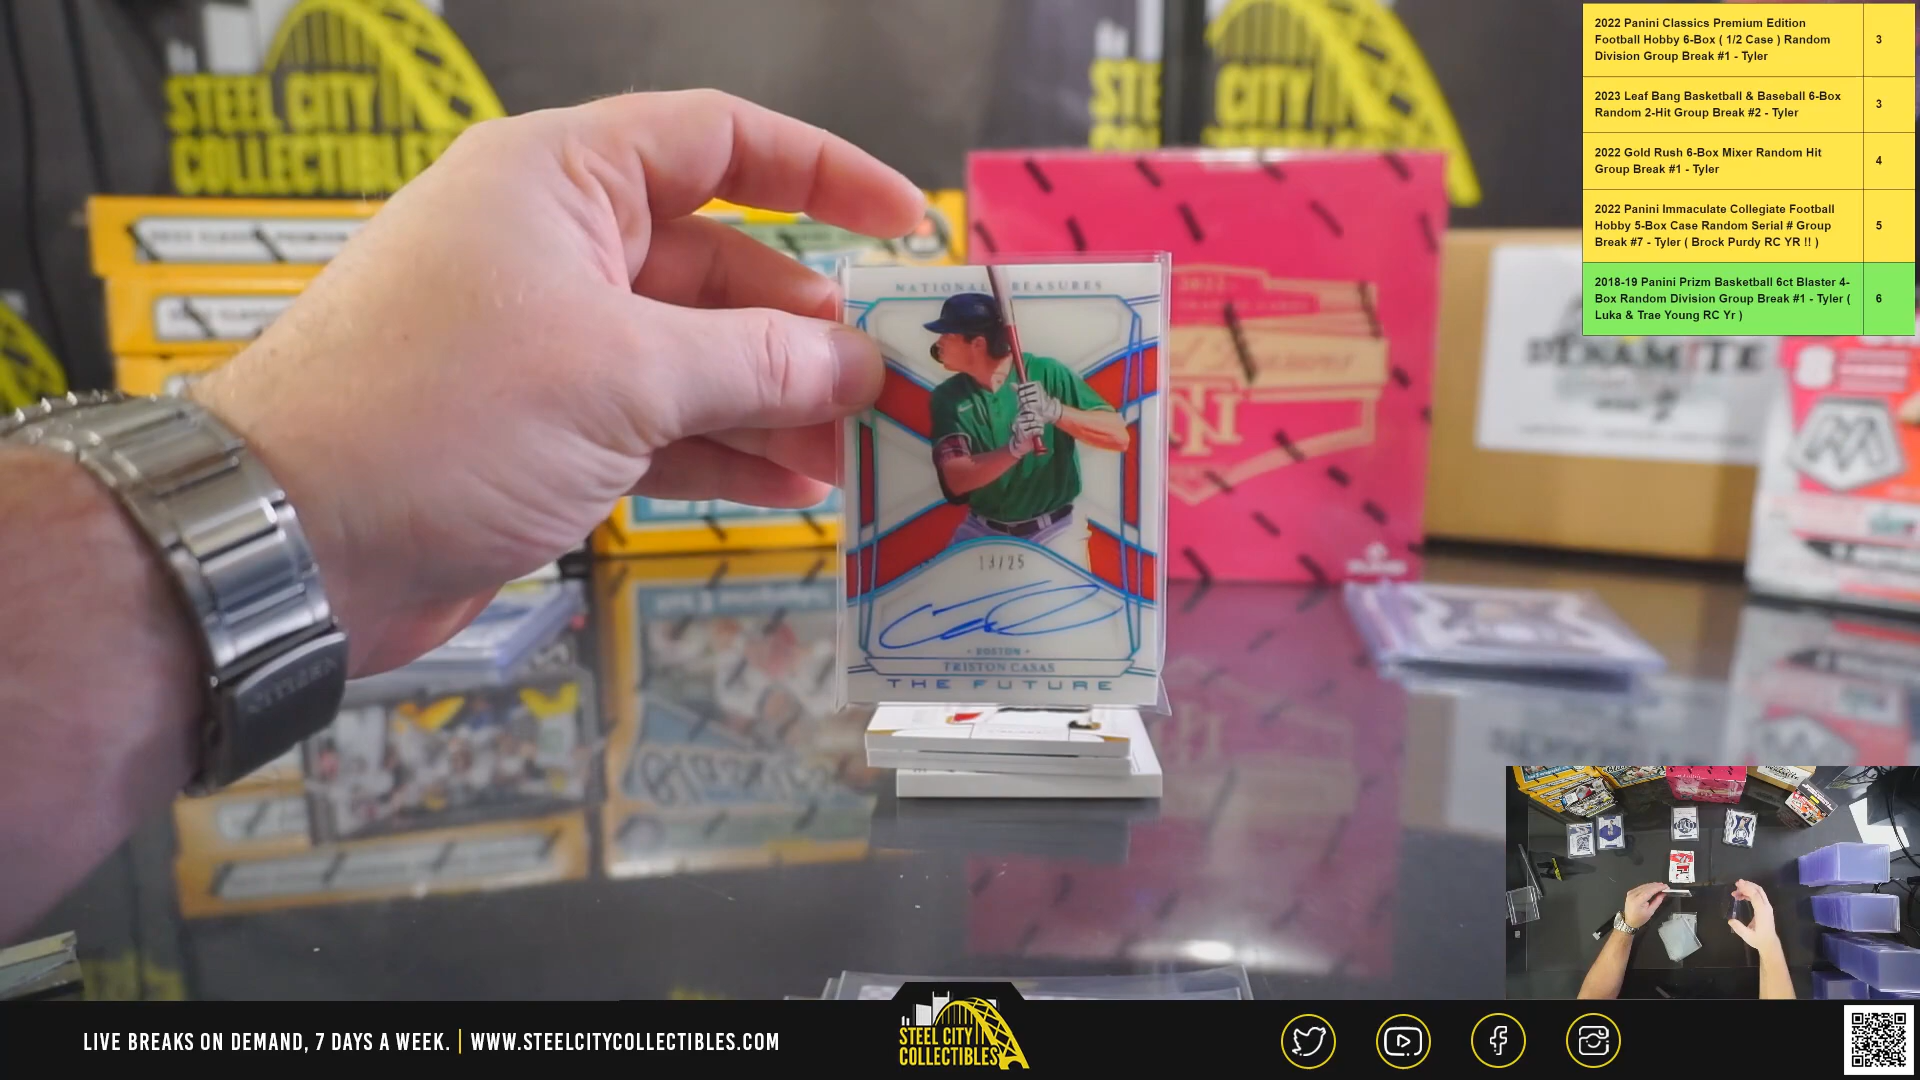 STEEL CITY
COLLECTIBLES
STEEL CITY
2022 Panini Classics Premium Edition
Football Hobby 6-Box ( 1/2 Case ) Random
Division Group Break #1 - Tyler
3
2023 Leaf Bang Basketball & Baseball 6-Box
Random 2-Hit Group Break #2 - Tyler
3
2022 Gold Rush 6-Box Mixer Random Hit
Group Break #1 - Tyler
4
2022 Panini Immaculate Collegiate Football
Hobby 5-Box Case Random Serial # Group
Break #7 - Tyler ( Brock Purdy RC YR !! )
5
2018-19 Panini Prizm Basketball 6ct Blaster 4-
Box Random Division Group Break #1 - Tyler (
Luka & Trae Young RC Yr )
6
NATIONAL TREASURES
13/25
BOSTON
TRISTON CASAS
THE FUTURE
CITIZEN
LIVE BREAKS ON DEMAND, 7 DAYS A WEEK. | WWW.STEELCITYCOLLECTIBLES.COM
STEEL CITY
COLLECTIBLES